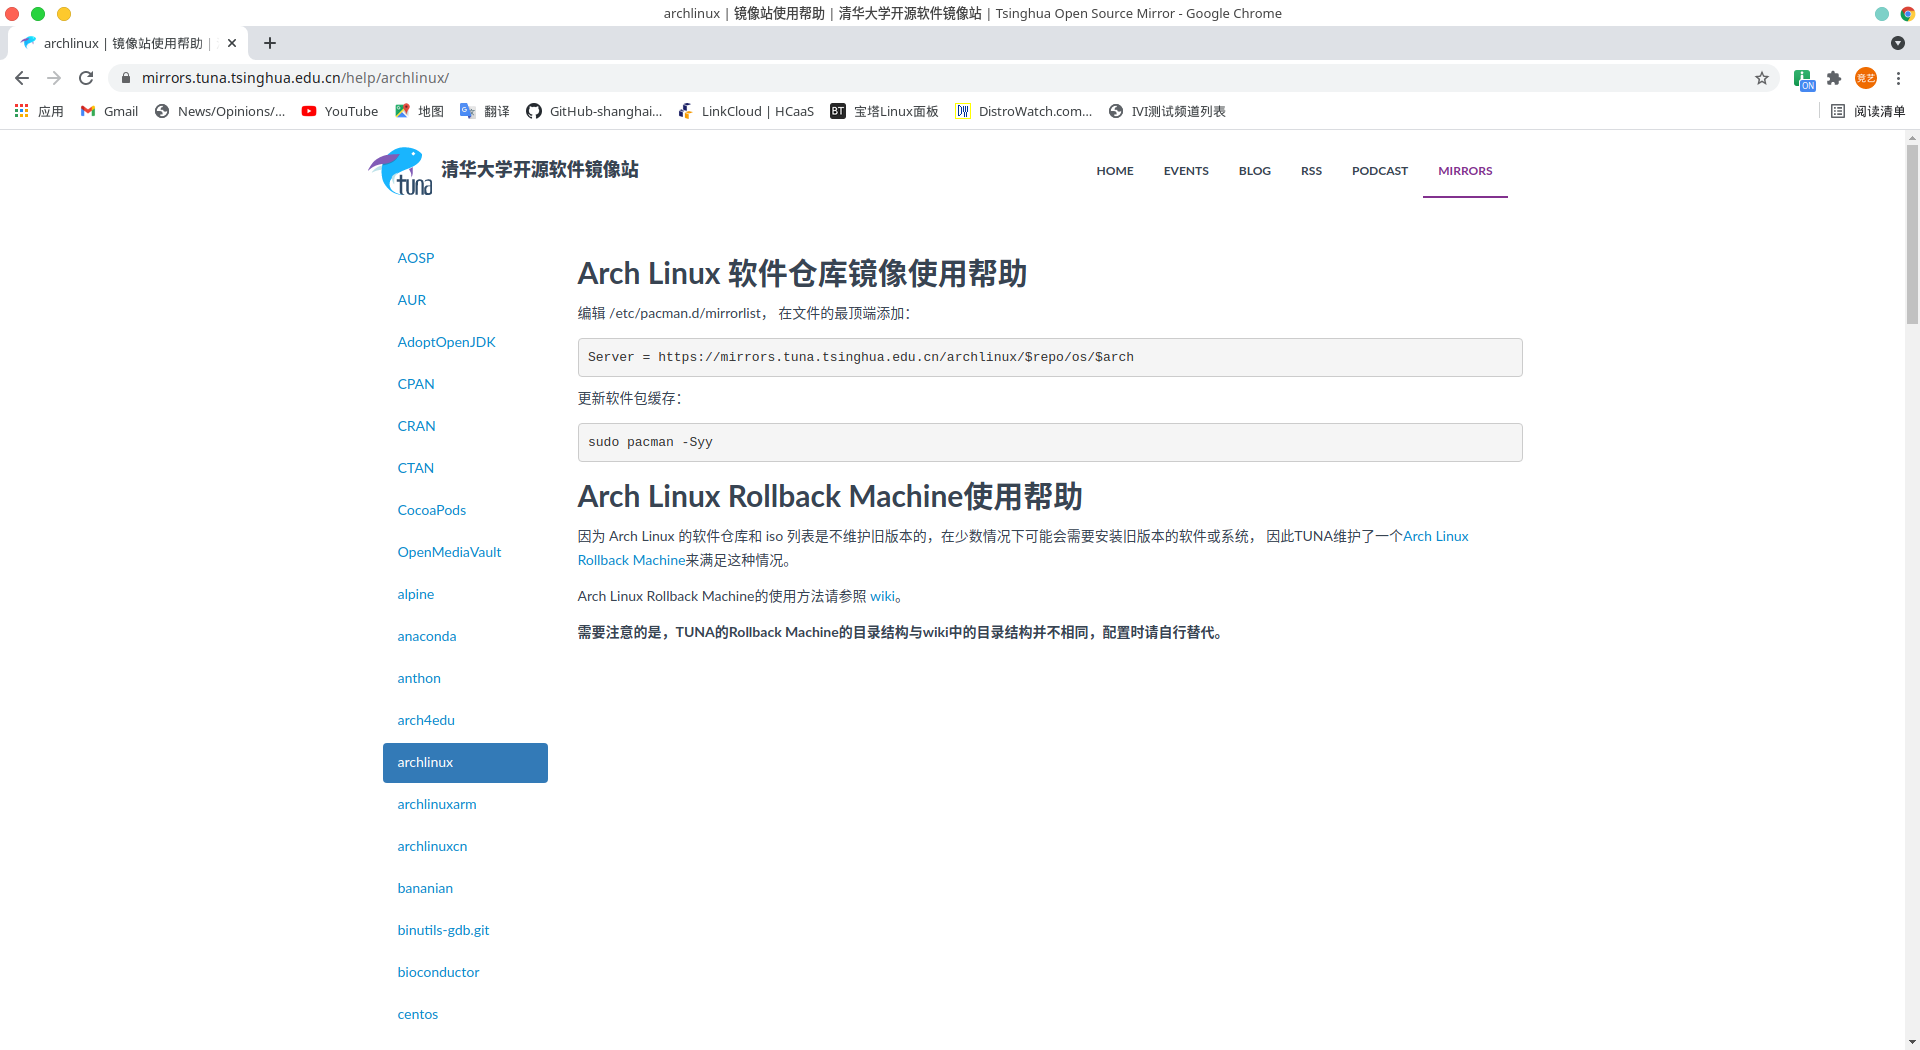 archlinux | 镜像站使用帮助 | 清华大学开源软件镜像站 | Tsinghua Open Source Mirror - Google Chrome
archlinux | 镜像站使用帮助 |
mirrors.tuna.tsinghua.edu.cn/help/archlinux/
ON
竞艺
应用 Gmail News/Opinions/... YouTube 地图 翻译 GitHub-shanghai... LinkCloud | HCaaS BT 宝塔Linux面板 DW DistroWatch.com... IVI测试频道列表 阅读清单
tuna 清华大学开源软件镜像站
HOME EVENTS BLOG RSS PODCAST MIRRORS
AOSP
AUR
AdoptOpenJDK
CPAN
CRAN
CTAN
CocoaPods
OpenMediaVault
alpine
anaconda
anthon
arch4edu
archlinux
archlinuxarm
archlinuxcn
bananian
binutils-gdb.git
bioconductor
centos
Arch Linux 软件仓库镜像使用帮助
编辑 /etc/pacman.d/mirrorlist， 在文件的最顶端添加：
Server = https://mirrors.tuna.tsinghua.edu.cn/archlinux/$repo/os/$arch
更新软件包缓存：
sudo pacman -Syy
Arch Linux Rollback Machine使用帮助
因为 Arch Linux 的软件仓库和 iso 列表是不维护旧版本的，在少数情况下可能会需要安装旧版本的软件或系统， 因此TUNA维护了一个Arch Linux
Rollback Machine来满足这种情况。
Arch Linux Rollback Machine的使用方法请参照 wiki。
需要注意的是，TUNA的Rollback Machine的目录结构与wiki中的目录结构并不相同，配置时请自行替代。